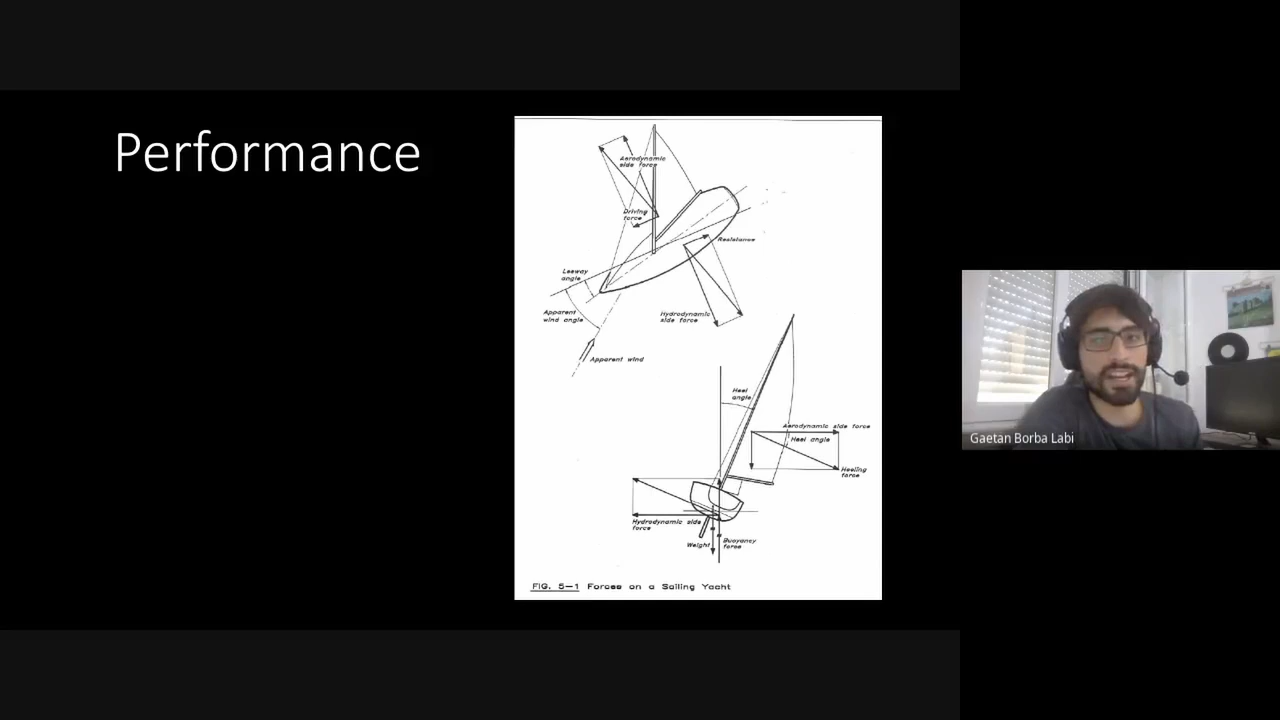 Performance
Aerodynamic
side force
Driving
force
Resistance
Leeway
angle
Apparent
wind angle
Hydrodynamic
side force
Apparent wind
Heel
angle
Aerodynamic side force
Heel angle
Heeling
force
Hydrodynamic side
force
Weight
Buoyancy
force
FIG. 5-1 Forces on a Sailing Yacht
Gaetan Borba Labi